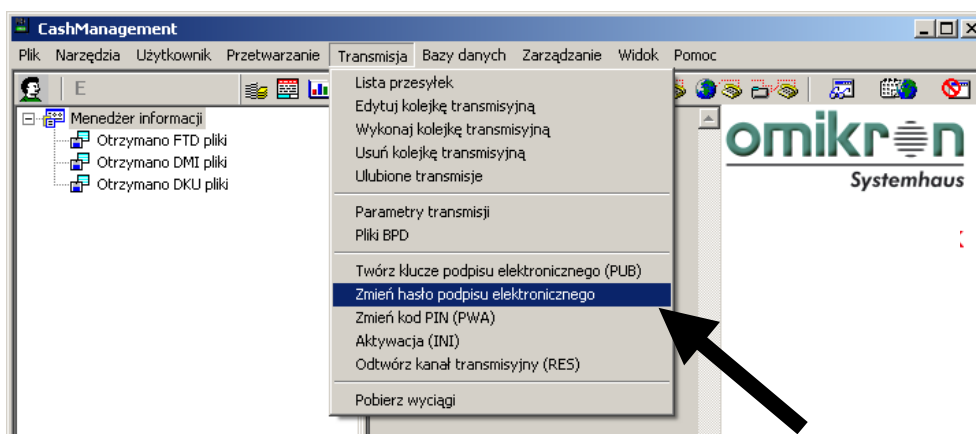 CashManagement
Plik Narzędzia Użytkownik Przetwarzanie Transmisja Bazy danych Zarządzanie Widok Pomoc
E
Menedżer informacji
Otrzymano FTD pliki
Otrzymano DMI pliki
Otrzymano DKU pliki
Lista przesyłek
Edytuj kolejkę transmisyjną
Wykonaj kolejkę transmisyjną
Usuń kolejkę transmisyjną
Ulubione transmisje
Parametry transmisji
Pliki BPD
Twórz klucze podpisu elektronicznego (PUB)
Zmień hasło podpisu elektronicznego
Zmień kod PIN (PWA)
Aktywacja (INI)
Odtwórz kanał transmisyjny (RES)
Pobierz wyciągi
omikron
Systemhaus